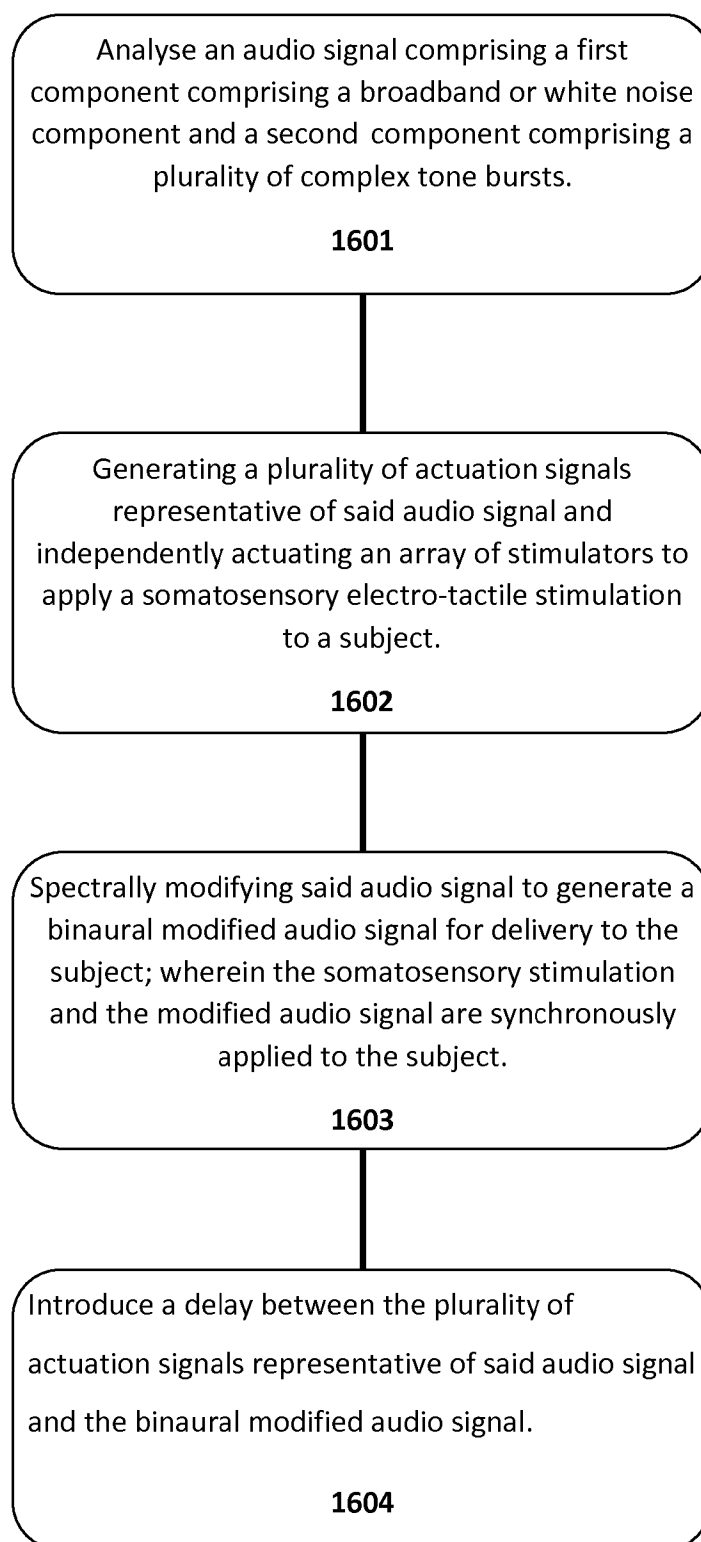 Analyse an audio signal comprising a first
component comprising a broadband or white noise
component and a second component comprising a
plurality of complex tone bursts.
1601
Generating a plurality of actuation signals
representative of said audio signal and
independently actuating an array of stimulators to
apply a somatosensory electro-tactile stimulation
to a subject.
1602
Spectrally modifying said audio signal to generate a
binaural modified audio signal for delivery to the
subject; wherein the somatosensory stimulation
and the modified audio signal are synchronously
applied to the subject.
1603
Introduce a delay between the plurality of
actuation signals representative of said audio signal
and the binaural modified audio signal.
1604